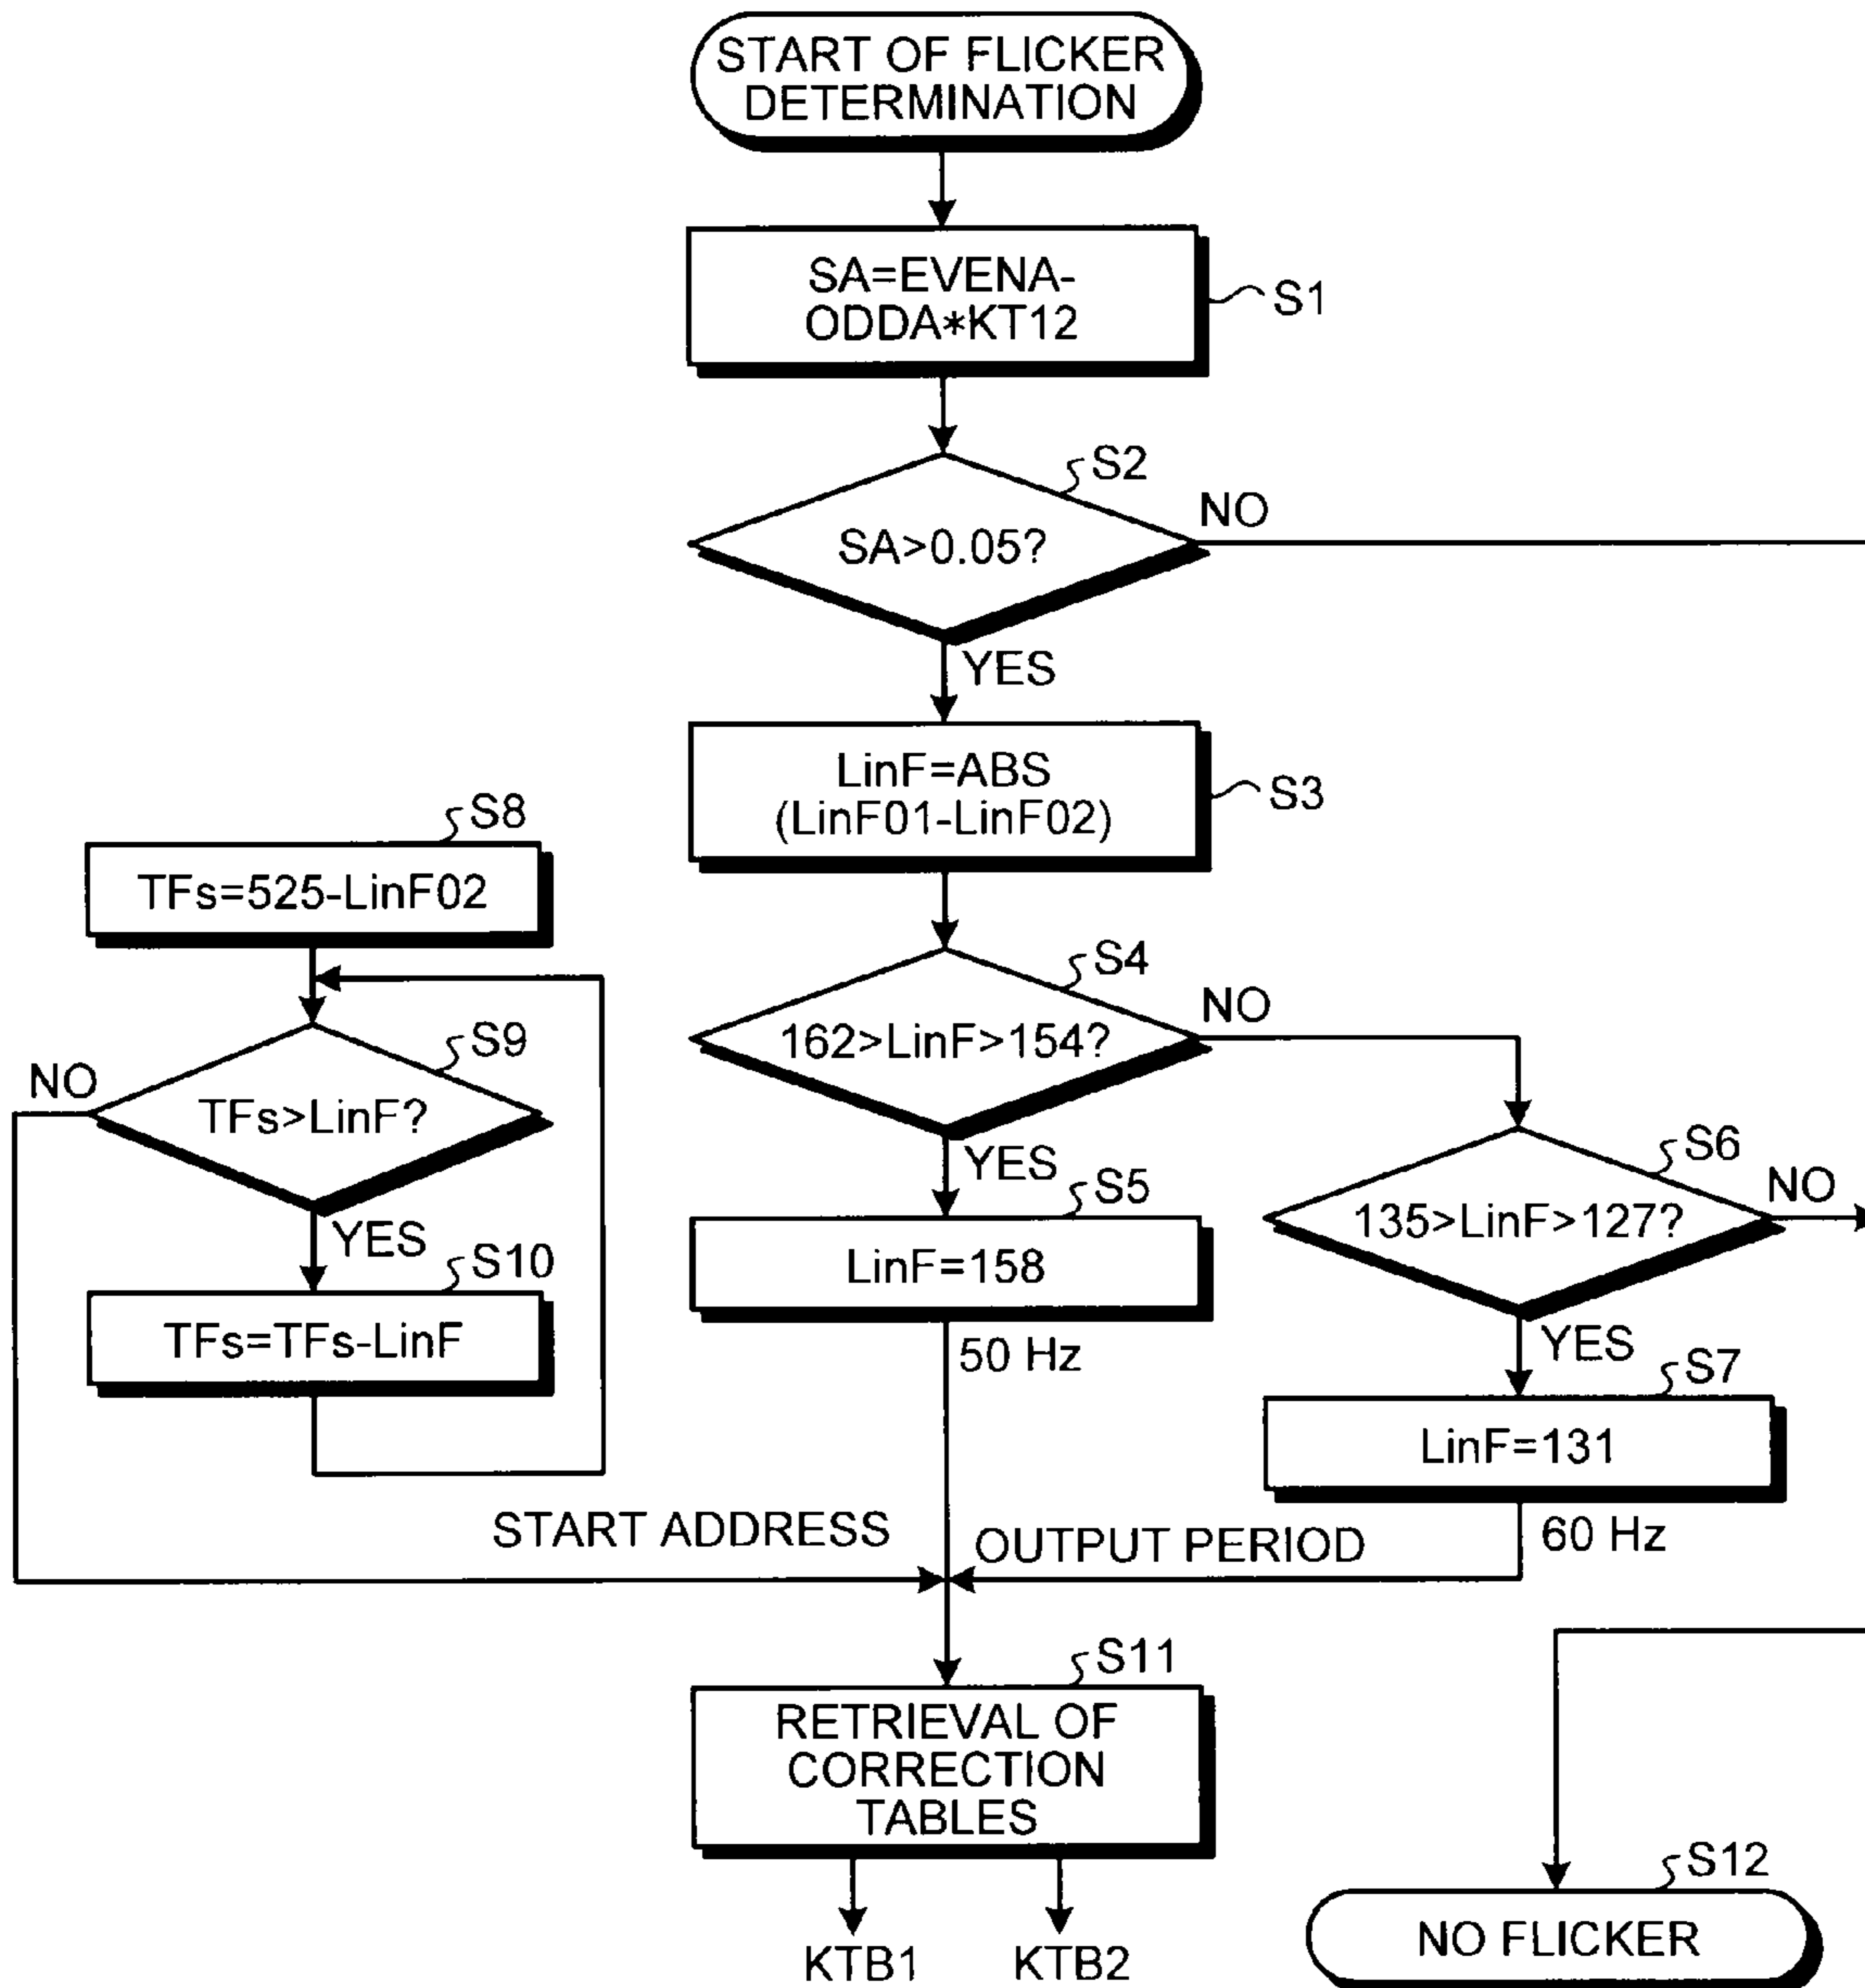 START OF FLICKER
DETERMINATION
SA=EVENA-
ODDA*KT12
S1
S2
SA>0.05?
NO
YES
LinF=ABS
(LinF01-LinF02)
S3
S8
TFs=525-LinF02
S4
162>LinF>154?
NO
S9
NO
TFs>LinF?
YES
S10
TFs=TFs-LinF
YES
S5
LinF=158
50 Hz
S6
135>LinF>127?
NO
YES
S7
LinF=131
60 Hz
START ADDRESS
OUTPUT PERIOD
S11
RETRIEVAL OF
CORRECTION
TABLES
KTB1
KTB2
S12
NO FLICKER